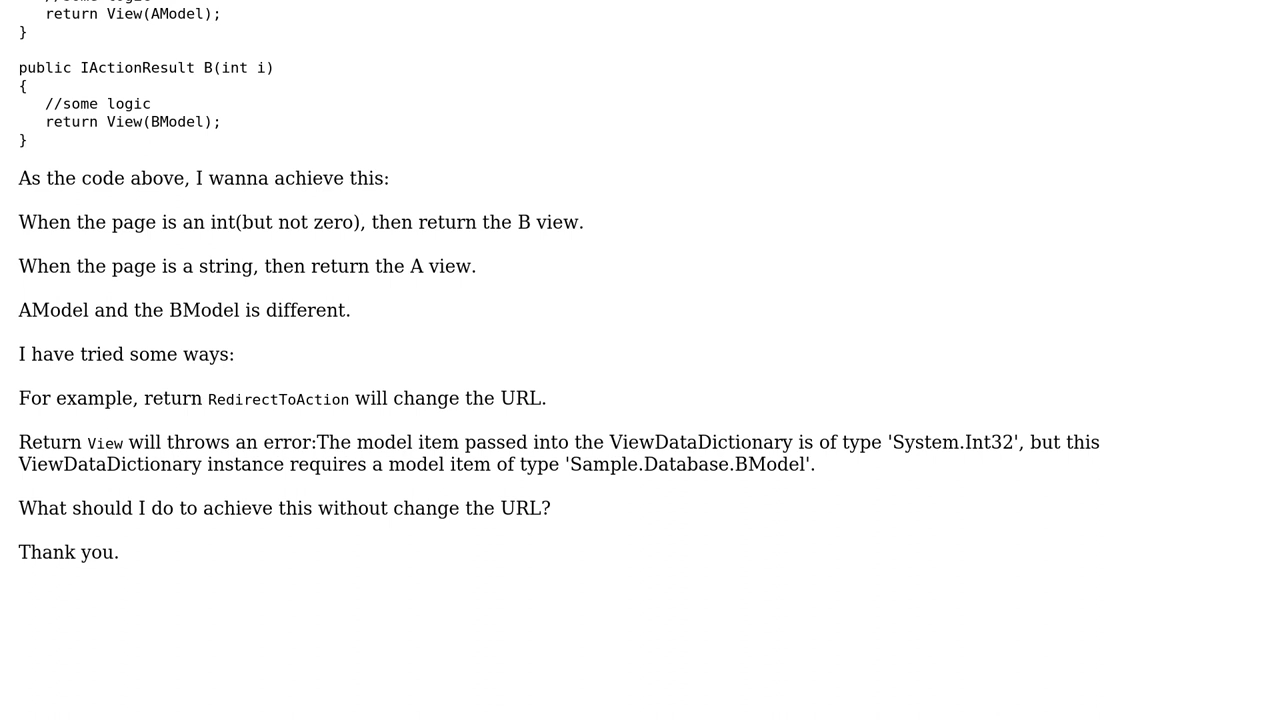 return View(AModel);
}
public IActionResult B(int i)
{
//some logic
return View(BModel);
}
As the code above, I wanna achieve this:
When the page is an int(but not zero), then return the B view.
When the page is a string, then return the A view.
AModel and the BModel is different.
I have tried some ways:
For example, return RedirectToAction will change the URL.
Return View will throws an error:The model item passed into the ViewDataDictionary is of type 'System.Int32', but this
ViewDataDictionary instance requires a model item of type 'Sample.Database.BModel'.
What should I do to achieve this without change the URL?
Thank you.